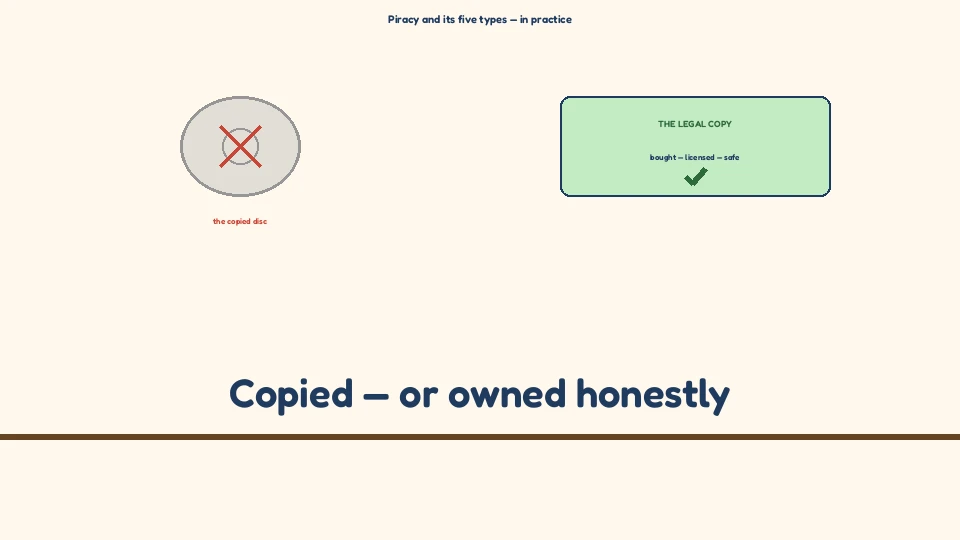 Piracy and its five types — in practice
THE LEGAL COPY
bought — licensed — safe
the copied disc
Copied — or owned honestly